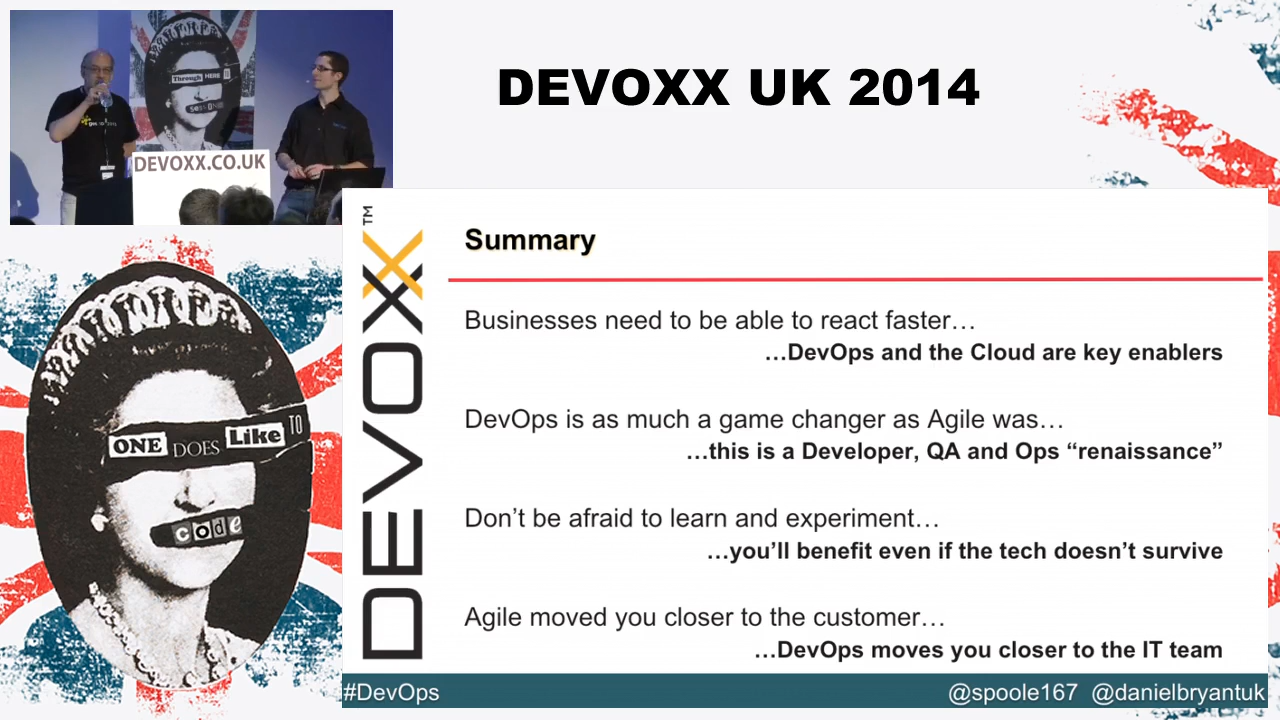 Through HERE
DEVOXX.CO.UK
DEVOXX UK 2014
ONE DOES Like TO
code
DEVOXX™
Summary
Businesses need to be able to react faster…
…DevOps and the Cloud are key enablers
DevOps is as much a game changer as Agile was…
…this is a Developer, QA and Ops “renaissance”
Don’t be afraid to learn and experiment…
…you’ll benefit even if the tech doesn’t survive
Agile moved you closer to the customer…
…DevOps moves you closer to the IT team
#DevOps @spoole167 @danielbryantuk